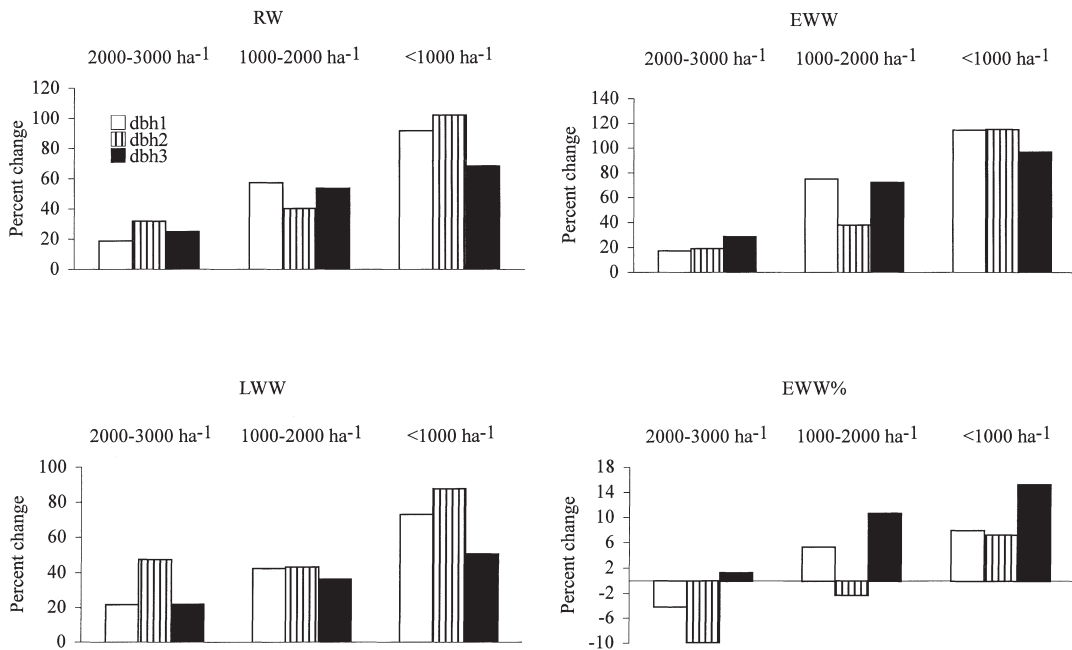 RW
2000-3000 ha-1
1000-2000 ha-1
<1000 ha-1
Percent change
120
100
80
60
40
20
0
dbh1
dbh2
dbh3
EWW
2000-3000 ha-1
1000-2000 ha-1
<1000 ha-1
Percent change
140
120
100
80
60
40
20
0
LWW
2000-3000 ha-1
1000-2000 ha-1
<1000 ha-1
Percent change
100
80
60
40
20
0
EWW%
2000-3000 ha-1
1000-2000 ha-1
<1000 ha-1
Percent change
18
14
10
6
2
-2
-6
-10